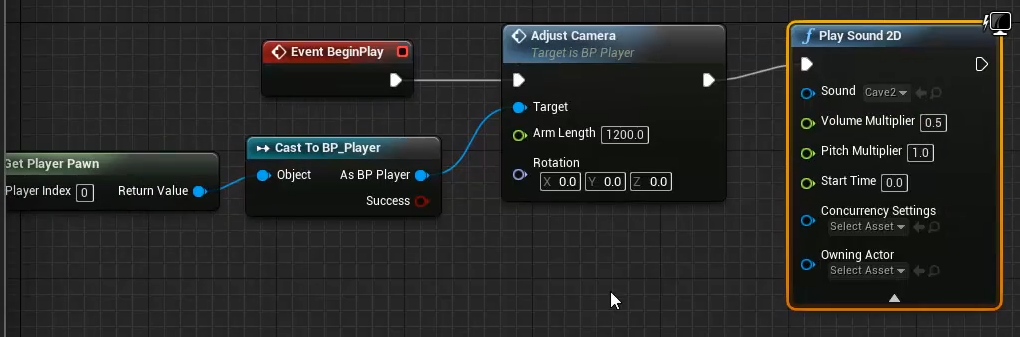 Event BeginPlay
Adjust Camera
Target is BP Player
Target
Arm Length 1200.0
Rotation
X 0.0 Y 0.0 Z 0.0
Get Player Pawn
Player Index 0 Return Value
Cast To BP_Player
Object As BP Player
Success
f Play Sound 2D
Sound Cave2
Volume Multiplier 0.5
Pitch Multiplier 1.0
Start Time 0.0
Concurrency Settings
Select Asset
Owning Actor
Select Asset